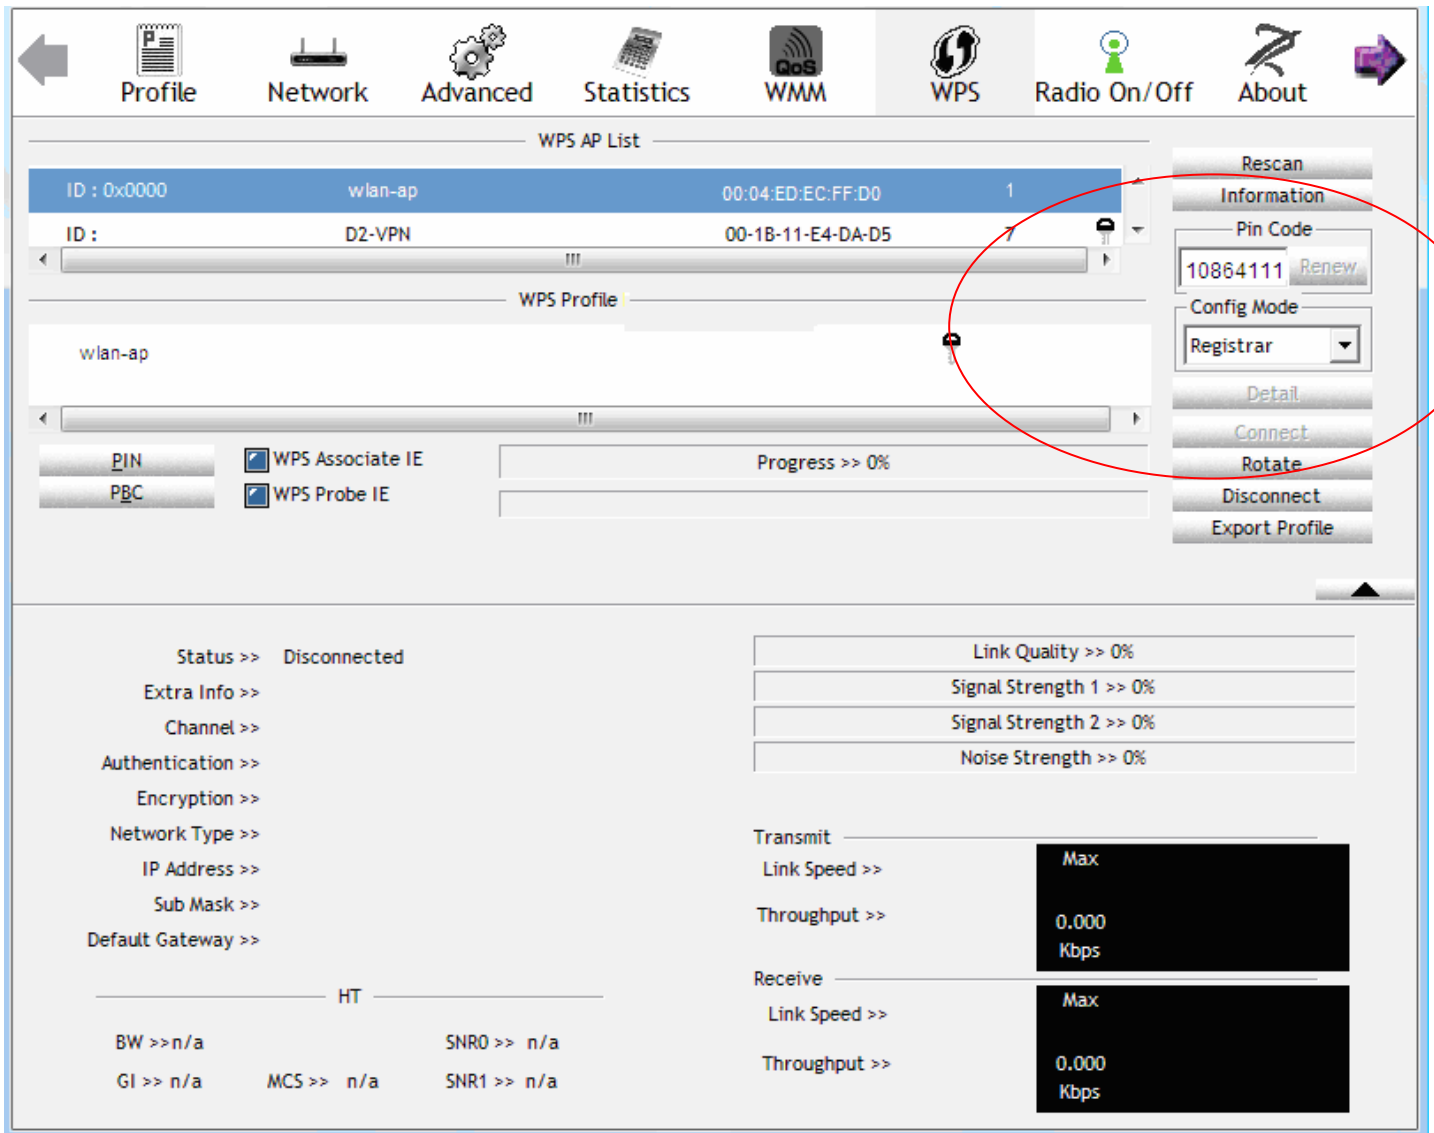 Profile Network Advanced Statistics WMM WPS Radio On/Off About
QoS
WPS AP List
ID : 0x0000 wlan-ap 00:04:ED:EC:FF:D0 1
ID : D2-VPN 00-1B-11-E4-DA-D5 7
WPS Profile
wlan-ap
PIN
PBC
WPS Associate IE
WPS Probe IE
Progress >> 0%
Rescan
Information
Pin Code
10864111 Renew
Config Mode
Registrar
Detail
Connect
Rotate
Disconnect
Export Profile
Status >> Disconnected
Extra Info >>
Channel >>
Authentication >>
Encryption >>
Network Type >>
IP Address >>
Sub Mask >>
Default Gateway >>
HT
BW >>n/a SNR0 >> n/a
GI >> n/a MCS >> n/a SNR1 >> n/a
Link Quality >> 0%
Signal Strength 1 >> 0%
Signal Strength 2 >> 0%
Noise Strength >> 0%
Transmit
Link Speed >> Max
Throughput >> 0.000
Kbps
Receive
Link Speed >> Max
Throughput >> 0.000
Kbps